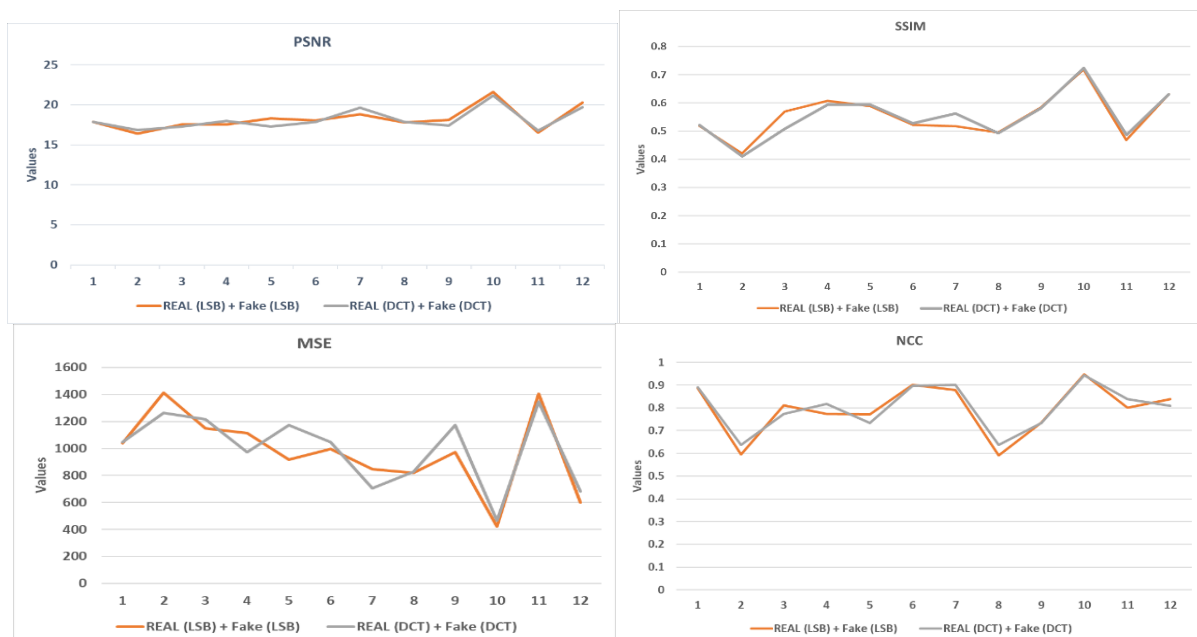 PSNR
25
20
15
10
5
0
Values
1 2 3 4 5 6 7 8 9 10 11 12
REAL (LSB) + Fake (LSB) REAL (DCT) + Fake (DCT)
SSIM
0.8
0.7
0.6
0.5
0.4
0.3
0.2
0.1
0
Values
1 2 3 4 5 6 7 8 9 10 11 12
REAL (LSB) + Fake (LSB) REAL (DCT) + Fake (DCT)
MSE
1600
1400
1200
1000
800
600
400
200
0
Values
1 2 3 4 5 6 7 8 9 10 11 12
REAL (LSB) + Fake (LSB) REAL (DCT) + Fake (DCT)
NCC
1
0.9
0.8
0.7
0.6
0.5
0.4
0.3
0.2
0.1
0
Values
1 2 3 4 5 6 7 8 9 10 11 12
REAL (LSB) + Fake (LSB) REAL (DCT) + Fake (DCT)